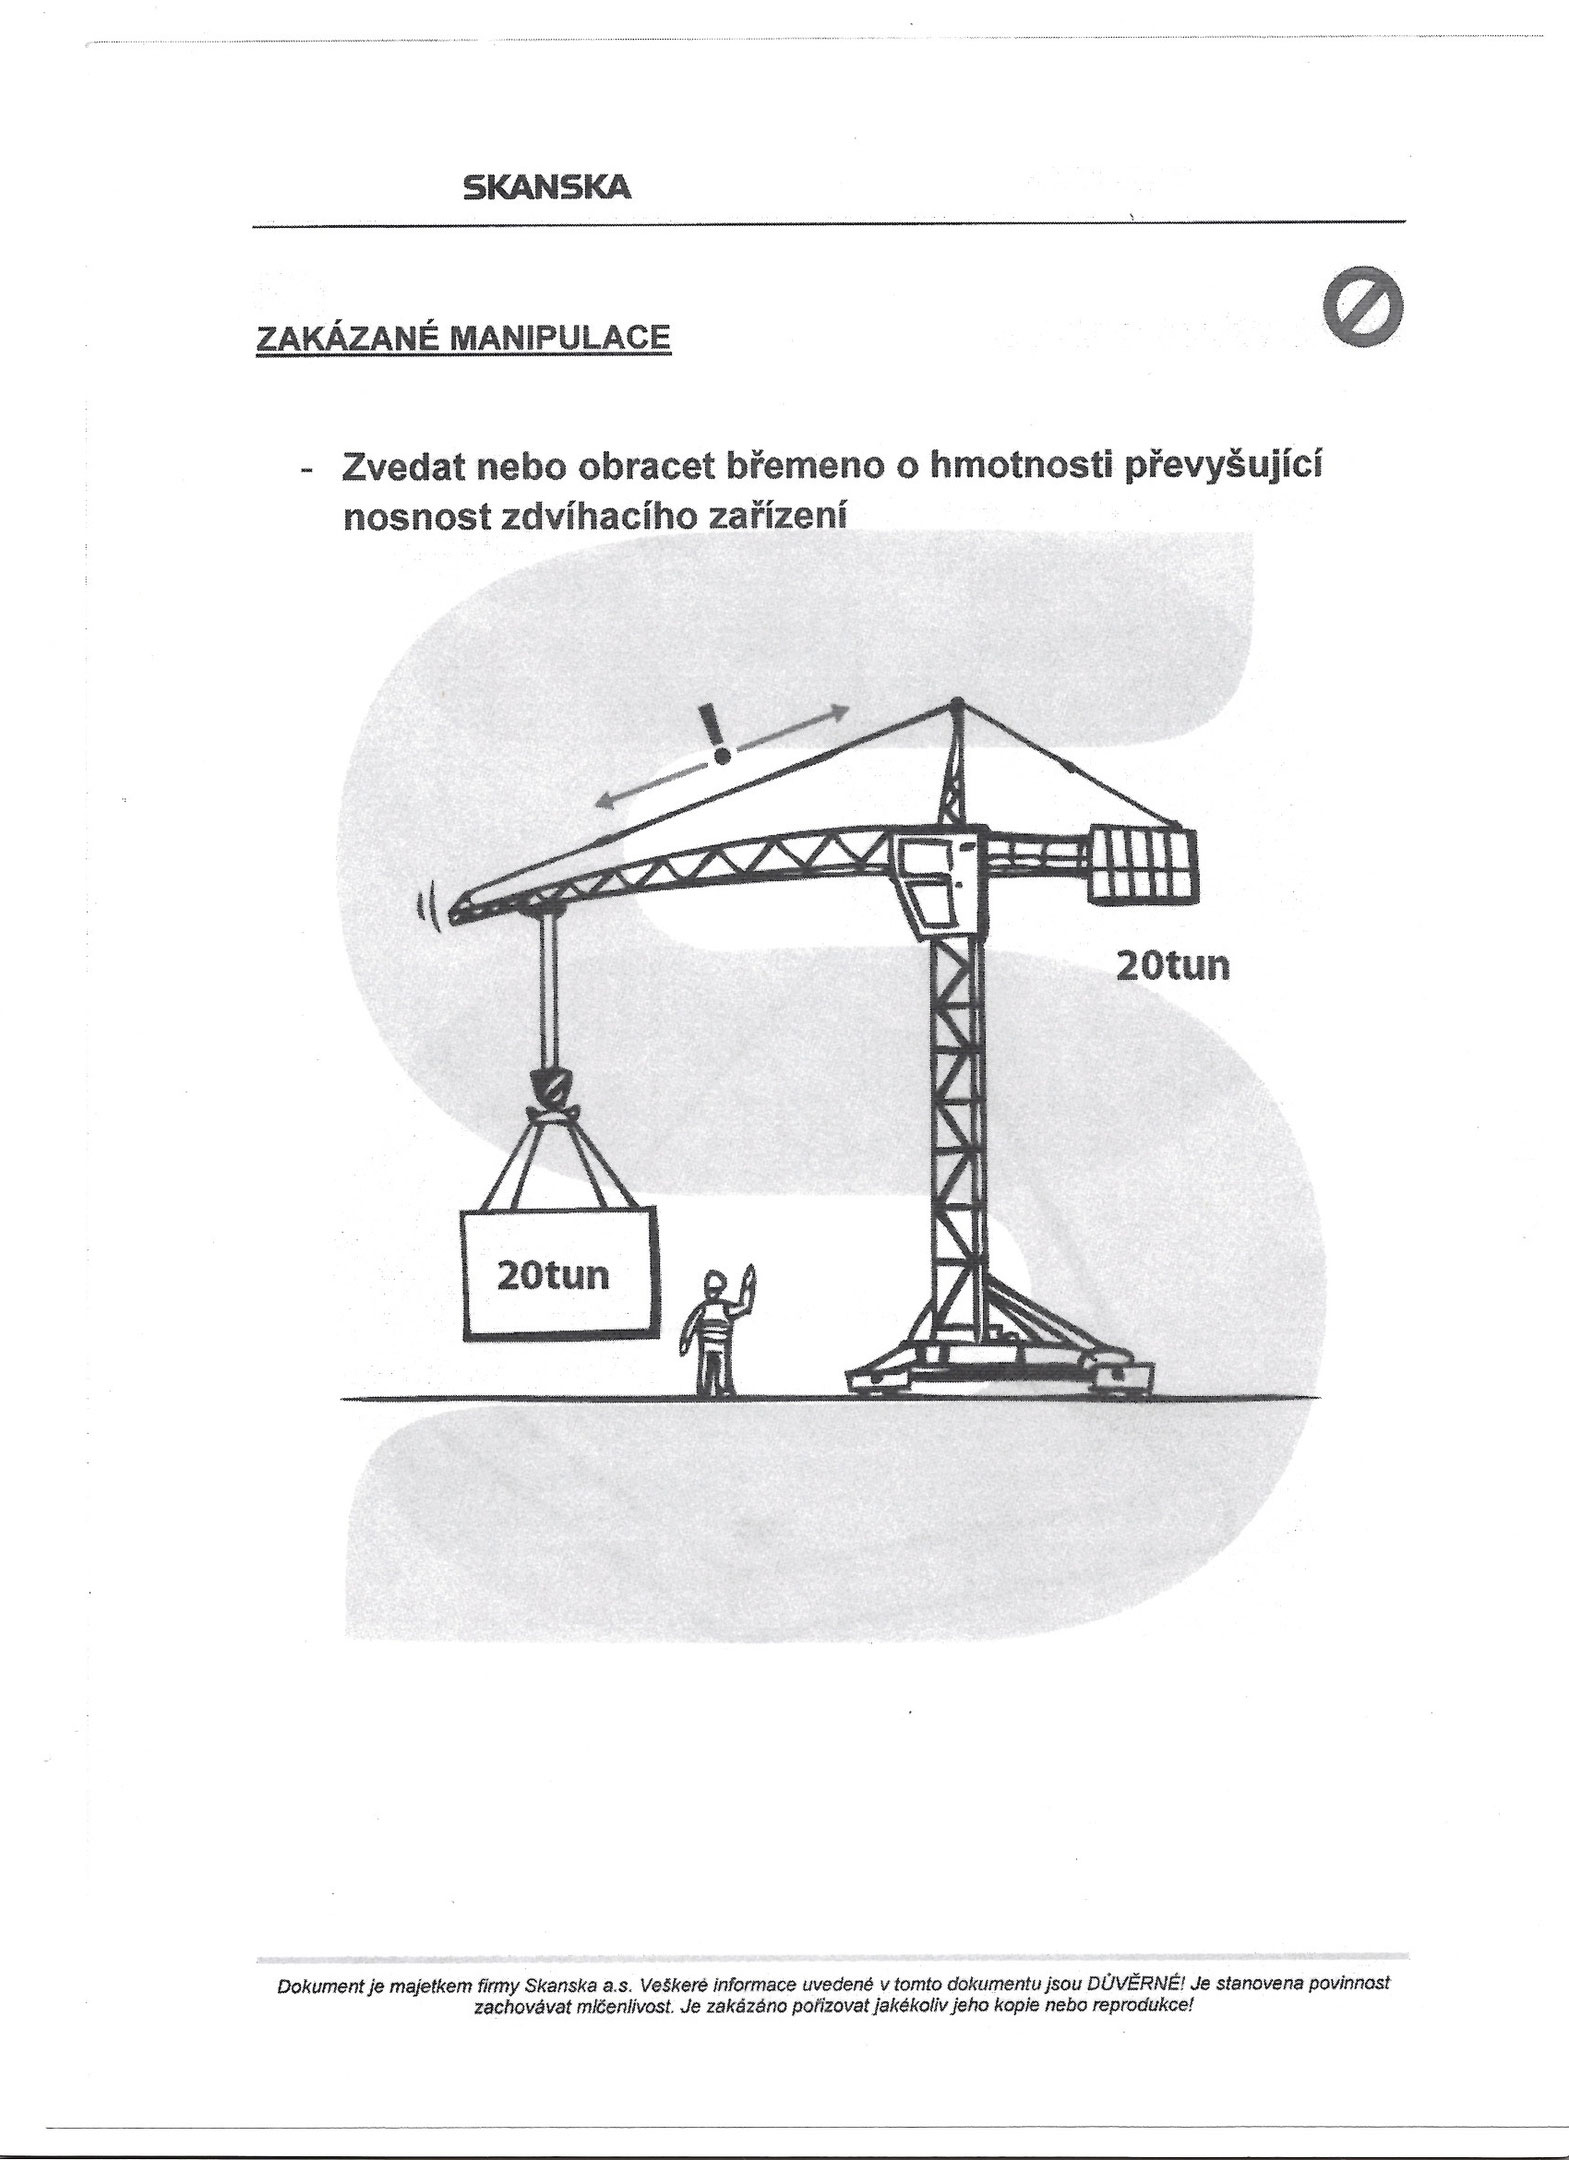 SKANSKA
ZAKÁZANÉ MANIPULACE
- Zvedat nebo obracet břemeno o hmotnosti převyšující
nosnost zdvíhacího zařízení
!
20tun
20tun
Dokument je majetkem firmy Skanska a.s. Veškeré informace uvedené v tomto dokumentu jsou DŮVĚRNÉ! Je stanovena povinnost
zachovávat mlčenlivost. Je zakázáno pořizovat jakékoliv jeho kopie nebo reprodukce!